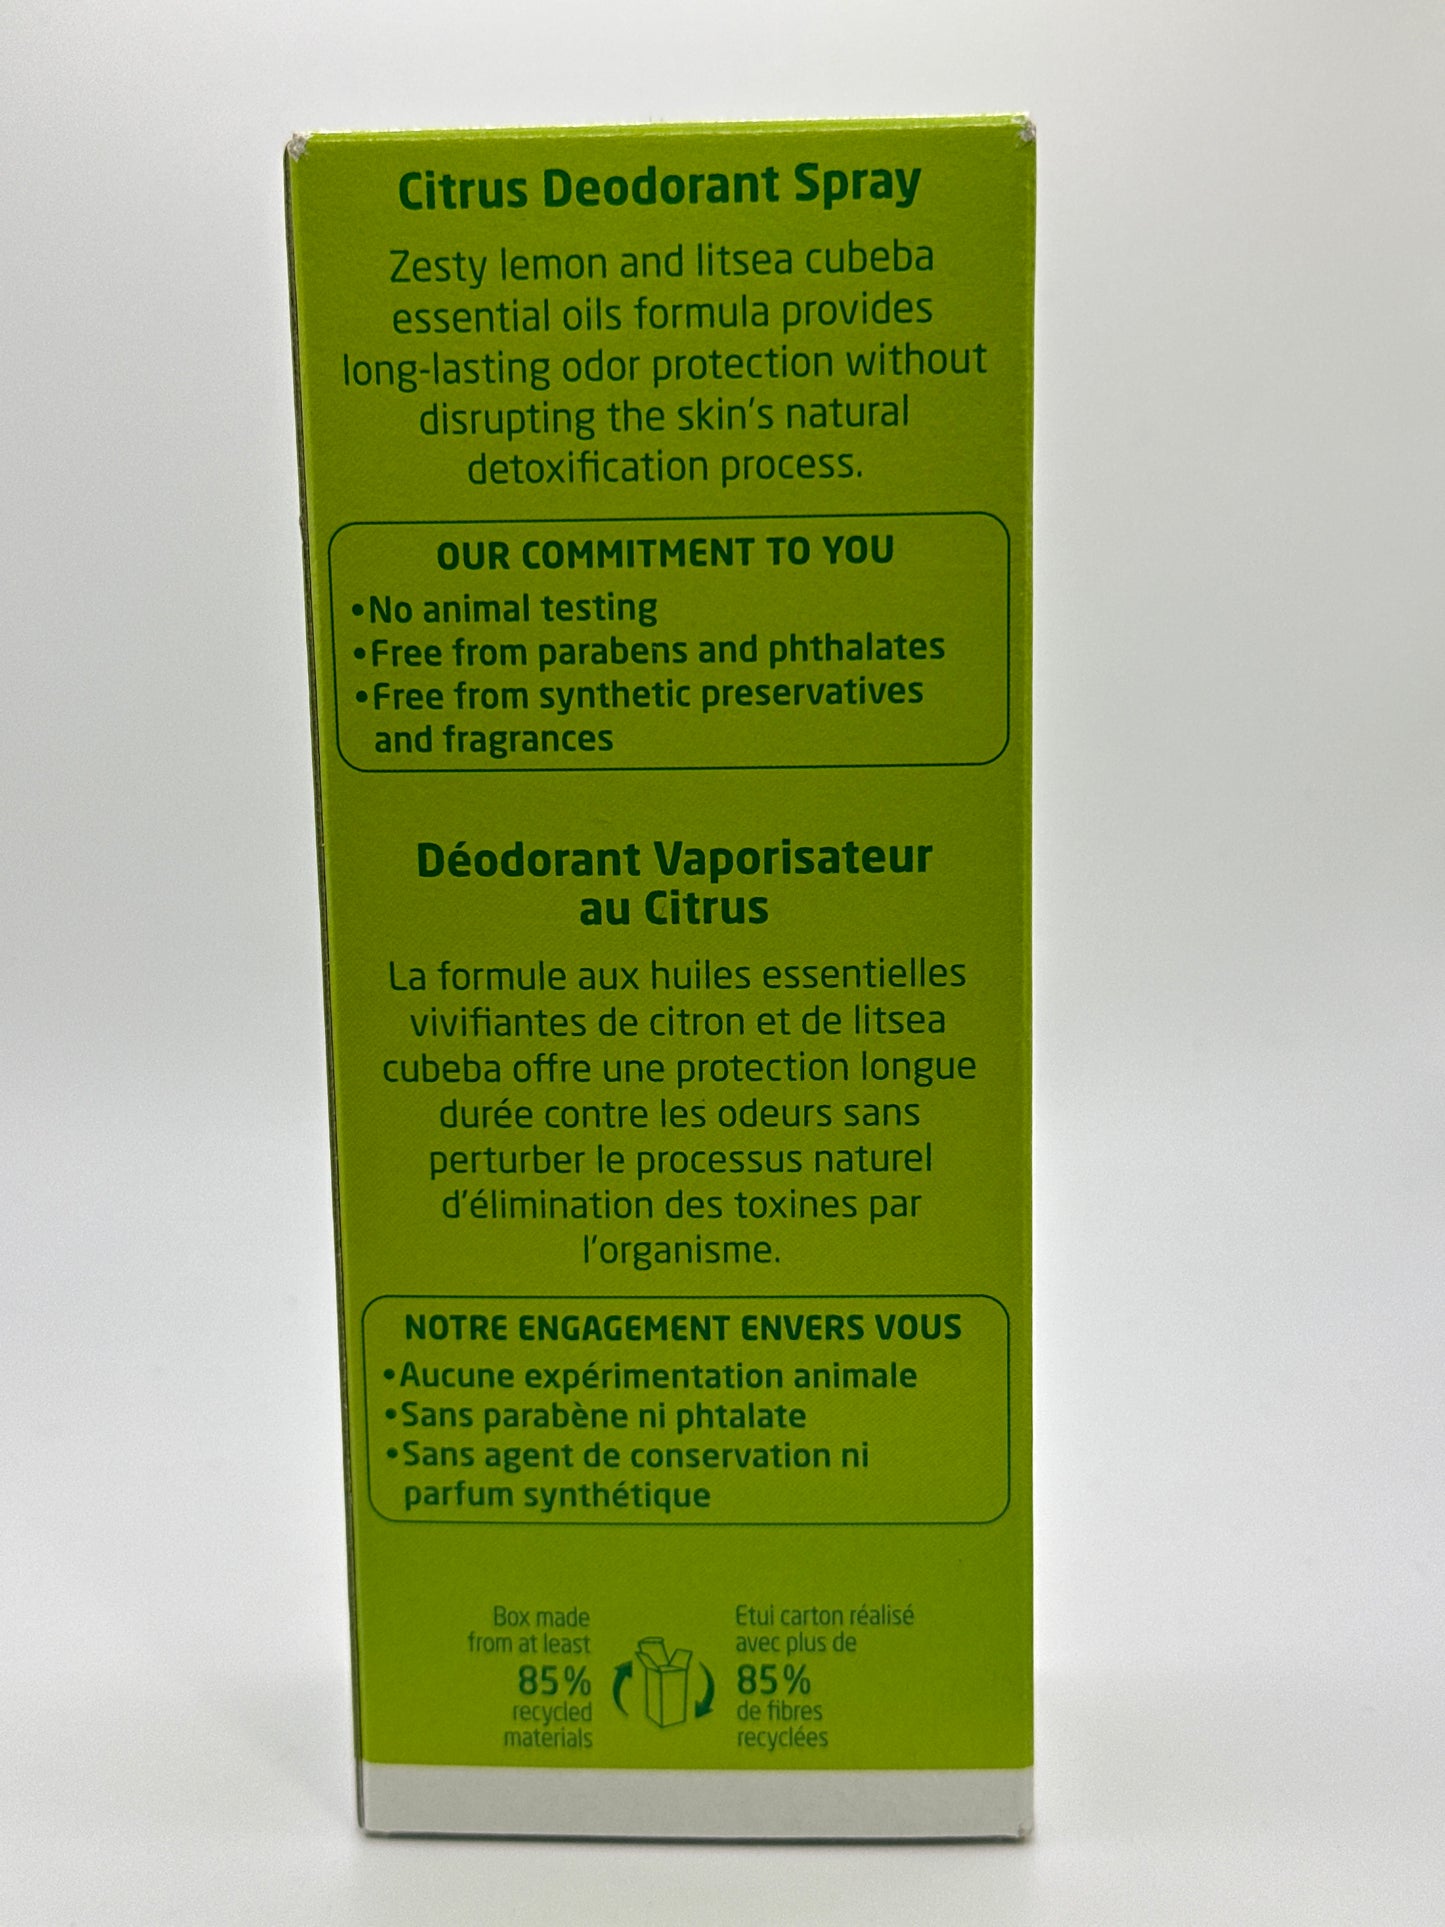 Citrus Deodorant Spray
Zesty lemon and litsea cubeba
essential oils formula provides
long-lasting odor protection without
disrupting the skin's natural
detoxification process.
OUR COMMITMENT TO YOU
•No animal testing
•Free from parabens and phthalates
•Free from synthetic preservatives
and fragrances
Déodorant Vaporisateur
au Citrus
La formule aux huiles essentielles
vivifiantes de citron et de litsea
cubeba offre une protection longue
durée contre les odeurs sans
perturber le processus naturel
d'élimination des toxines par
l'organisme.
NOTRE ENGAGEMENT ENVERS VOUS
•Aucune expérimentation animale
•Sans parabène ni phtalate
•Sans agent de conservation ni
parfum synthétique
Box made
from at least
85%
recycled
materials
Etui carton réalisé
avec plus de
85%
de fibres
recyclées